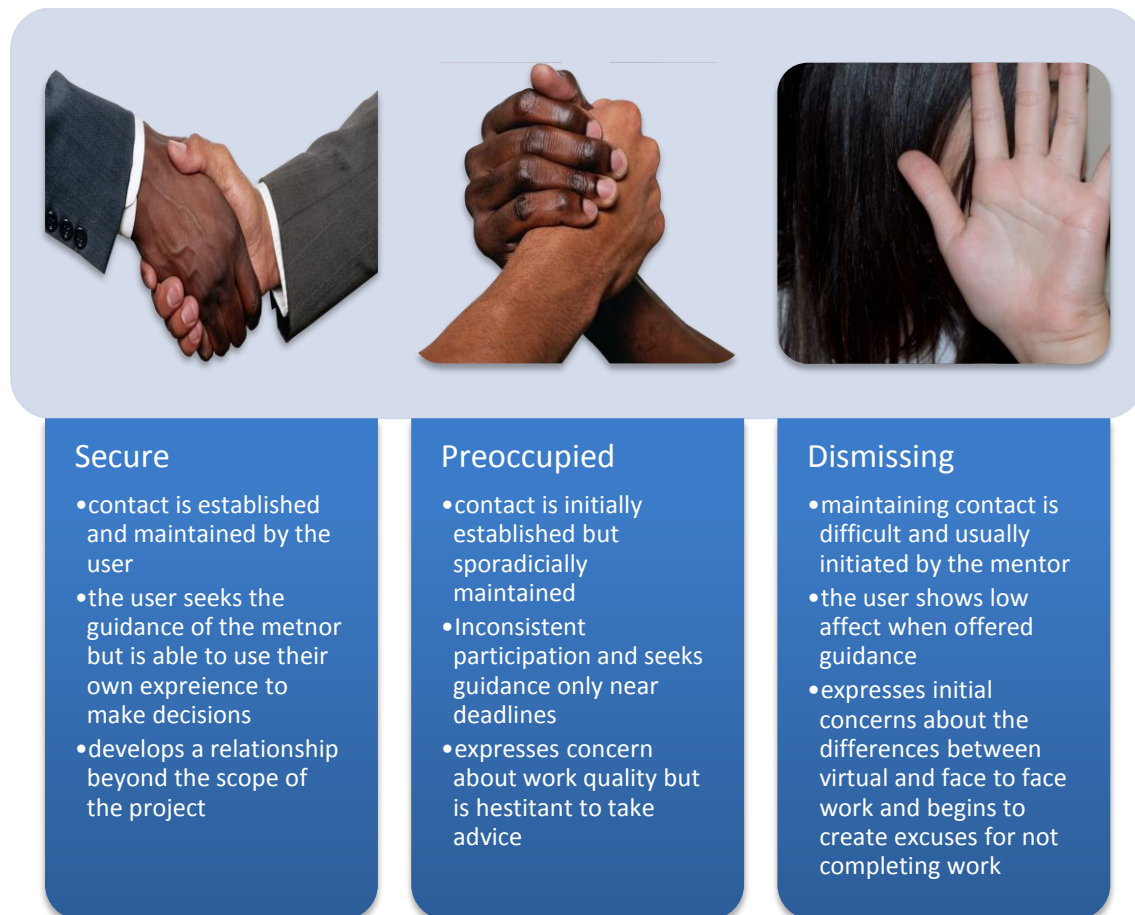 Secure
•contact is established
and maintained by the
user
•the user seeks the
guidance of the metnor
but is able to use their
own expreience to
make decisions
•develops a relationship
beyond the scope of
the project
Preoccupied
•contact is initially
established but
sporadicially
maintained
•Inconsistent
participation and seeks
guidance only near
deadlines
•expresses concern
about work quality but
is hestitant to take
advice
Dismissing
•maintaining contact is
difficult and usually
initiated by the mentor
•the user shows low
affect when offered
guidance
•expresses initial
concerns about the
differences between
virtual and face to face
work and begins to
create excuses for not
completing work